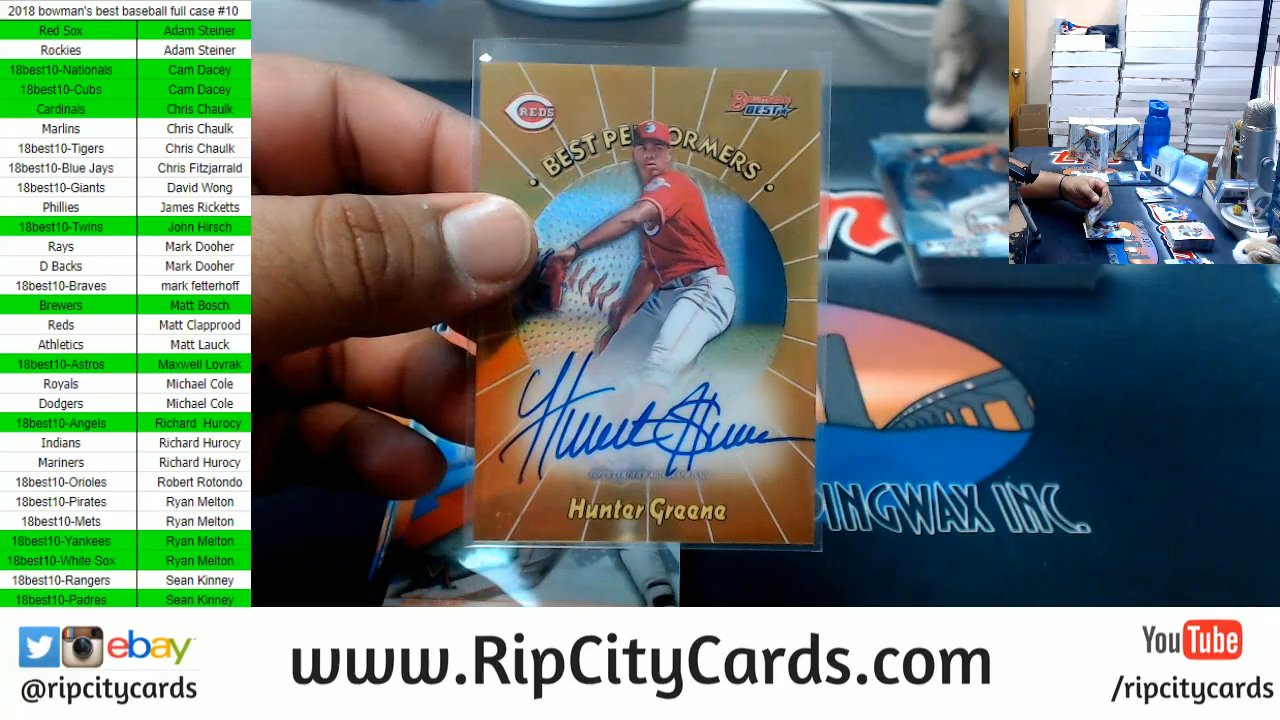 2018 bowman's best baseball full case #10
Red Sox Adam Steiner
Rockies Adam Steiner
18best10-Nationals Cam Dacey
18best10-Cubs Cam Dacey
Cardinals Chris Chaulk
Marlins Chris Chaulk
18best10-Tigers Chris Chaulk
18best10-Blue Jays Chris Fitzjarrald
18best10-Giants David Wong
Phillies James Ricketts
18best10-Twins John Hirsch
Rays Mark Dooher
D Backs Mark Dooher
18best10-Braves mark fetterhoff
Brewers Matt Bosch
Reds Matt Clapprood
Athletics Matt Lauck
18best10-Astros Maxwell Lovrak
Royals Michael Cole
Dodgers Michael Cole
18best10-Angels Richard Hurocy
Indians Richard Hurocy
Mariners Richard Hurocy
18best10-Orioles Robert Rotondo
18best10-Pirates Ryan Melton
18best10-Mets Ryan Melton
18best10-Yankees Ryan Melton
18best10-White Sox Ryan Melton
18best10-Rangers Sean Kinney
18best10-Padres Sean Kinney
REDS
Bowman's
BEST
BEST PERFORMERS
Hunter Greene
Hunter Greene
PINGWAX INC.
ebay
@ripcitycards
www.RipCityCards.com
YouTube
/ripcitycards